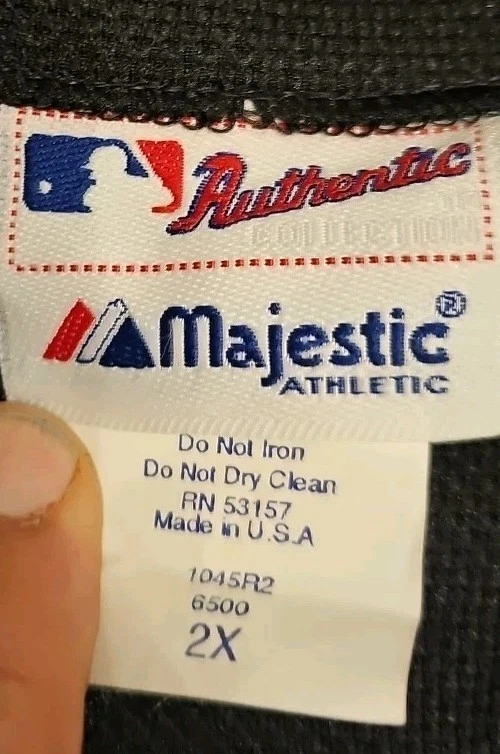 Authentic
COLLECTION
Majestic®
ATHLETIC
Do Not Iron
Do Not Dry Clean
RN 53157
Made in U.S.A
1045R2
6500
2X